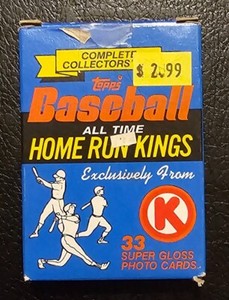 COMPLETE
COLLECTORS'
$ 2.99
Topps
Baseball
ALL TIME
HOME RUN KINGS
Exclusively From
K
33
SUPER GLOSS
PHOTO CARDS